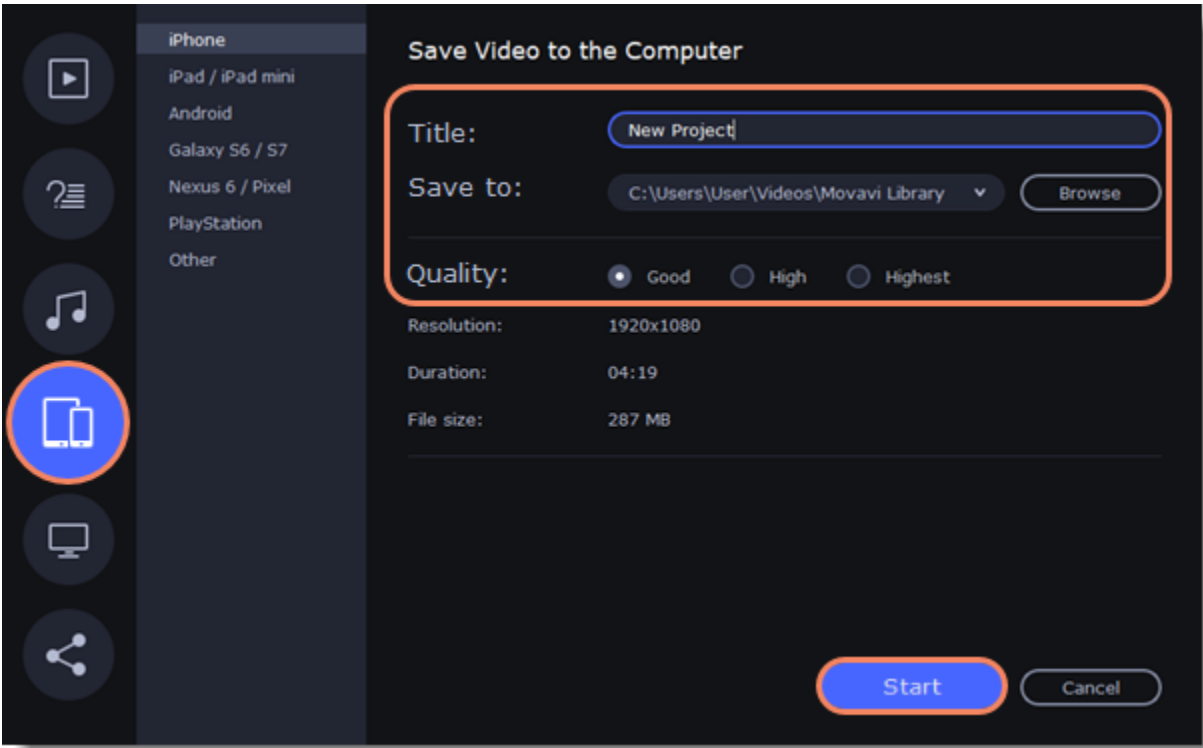 iPhone
iPad / iPad mini
Android
Galaxy S6 / S7
Nexus 6 / Pixel
PlayStation
Other
Save Video to the Computer
Title: New Project
Save to: C:\Users\User\Videos\Movavi Library Browse
Quality: Good High Highest
Resolution: 1920x1080
Duration: 04:19
File size: 287 MB
Start Cancel